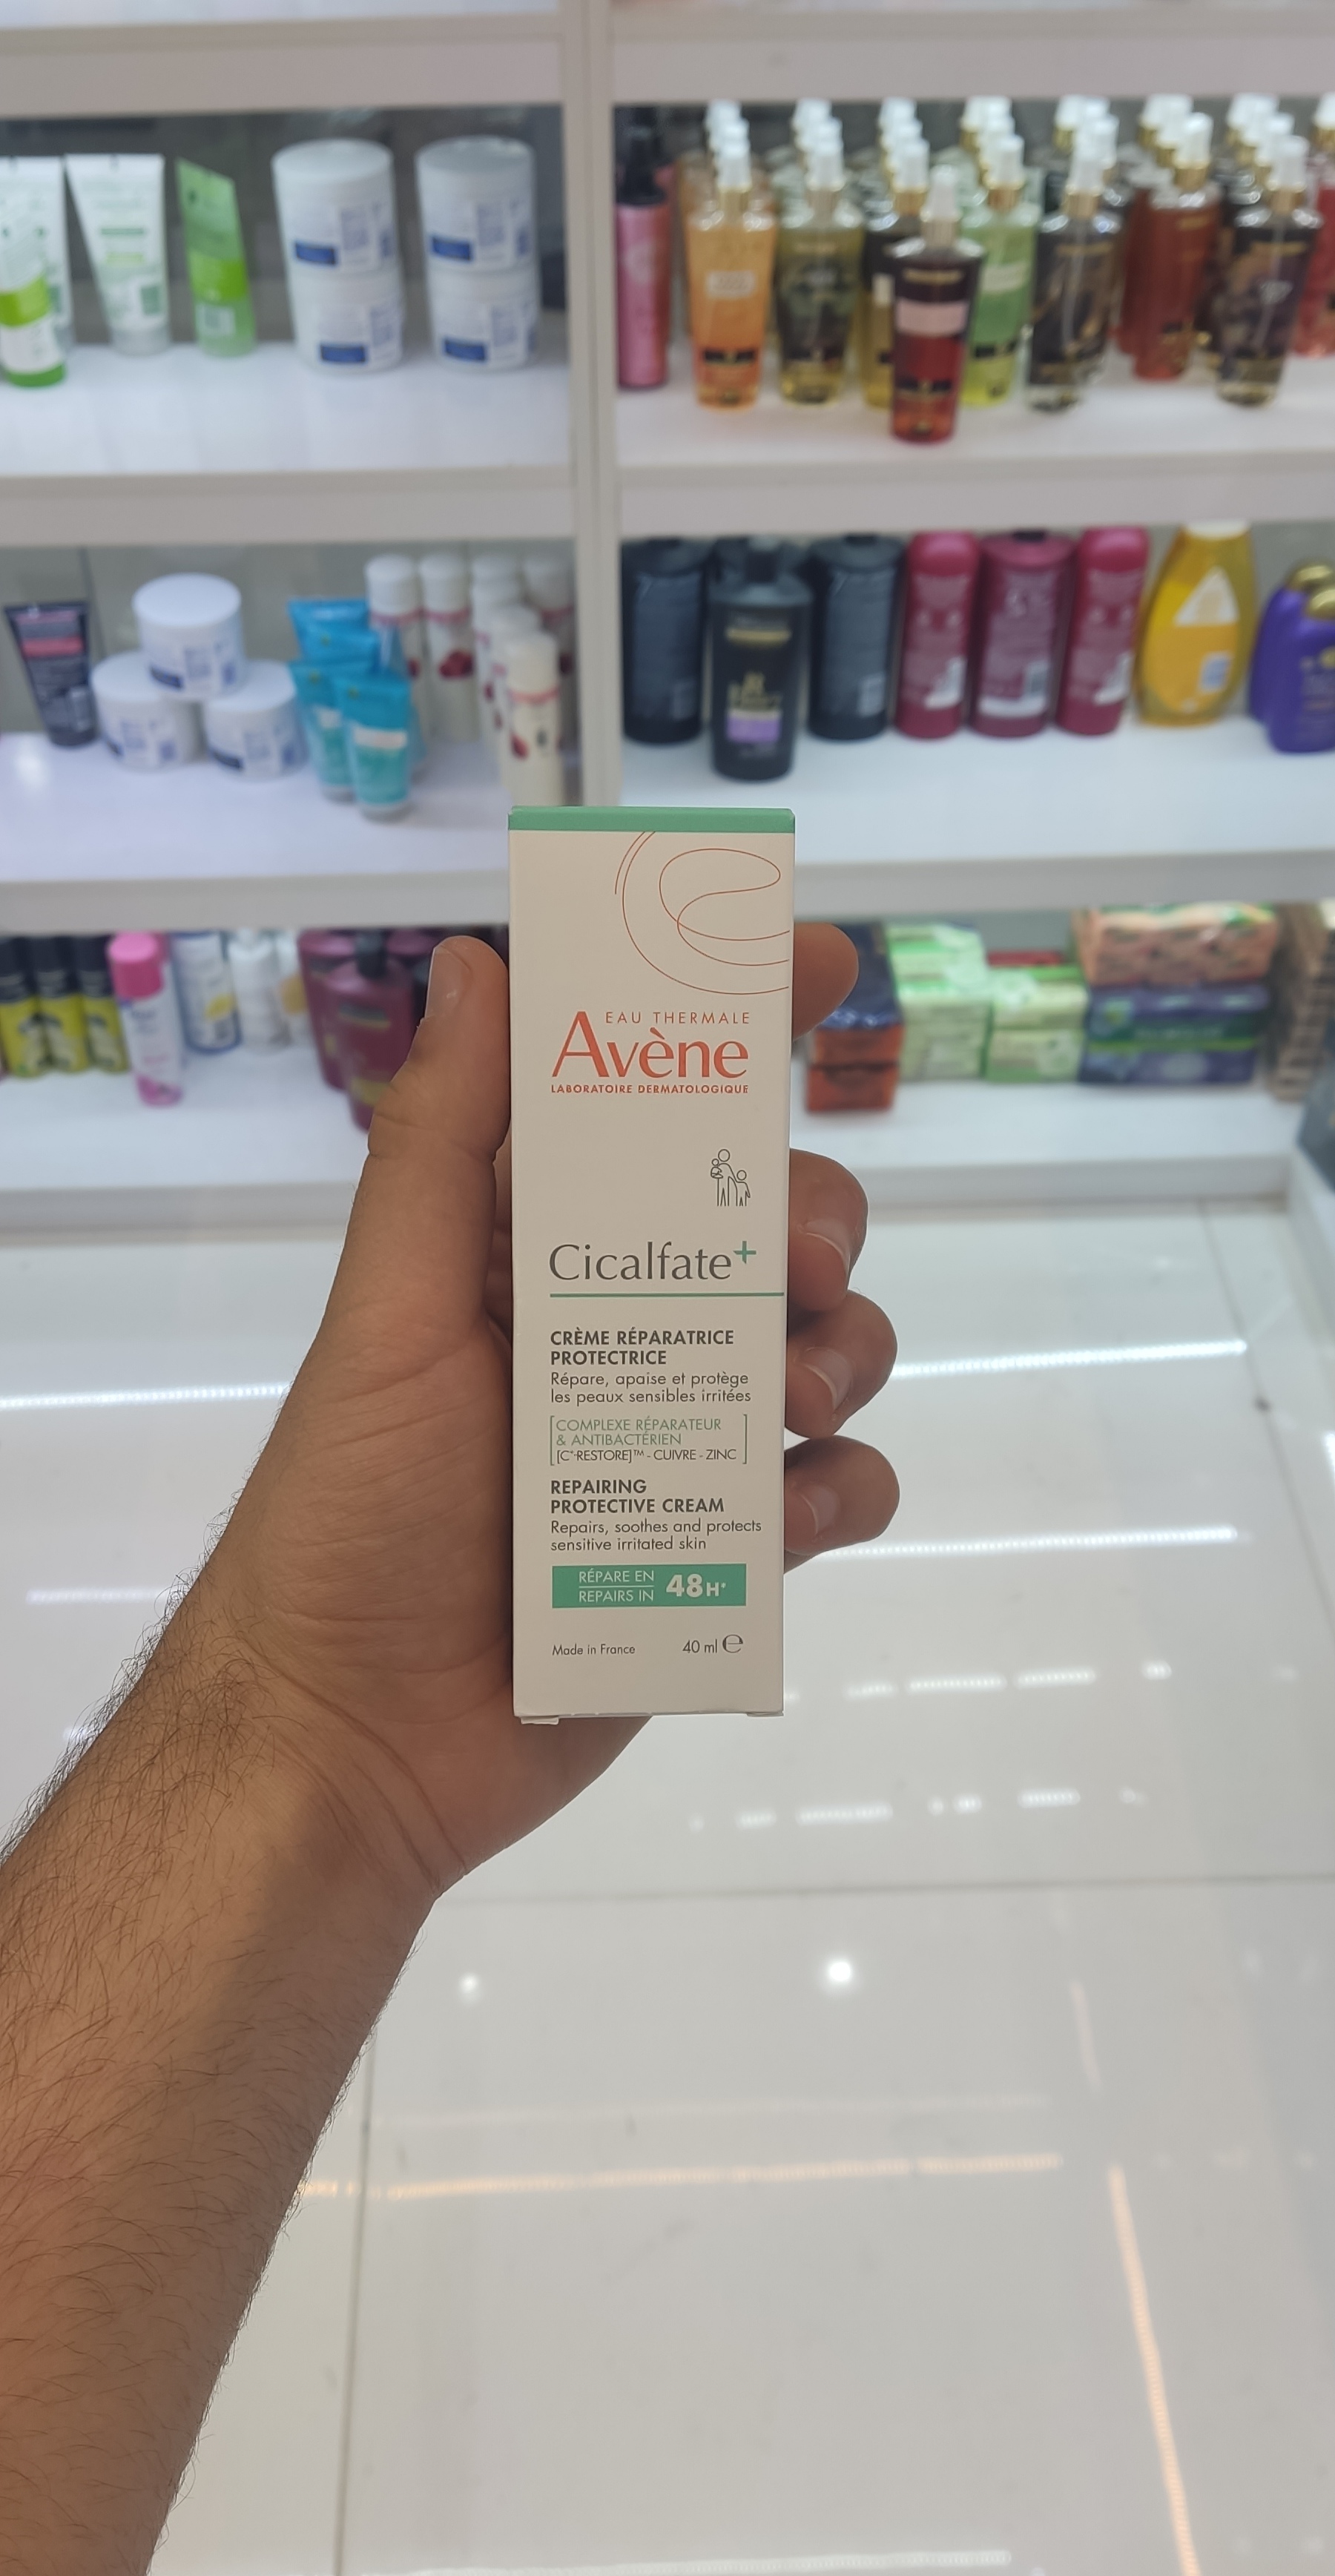 EAU THERMALE
Avène
LABORATOIRE DERMATOLOGIQUE
Cicalfate+
CRÈME RÉPARATRICE
PROTECTRICE
Répare, apaise et protège
les peaux sensibles irritées
COMPLEXE RÉPARATEUR
& ANTIBACTÉRIEN
[C+-RESTORE]™ - CUIVRE - ZINC
REPAIRING
PROTECTIVE CREAM
Repairs, soothes and protects
sensitive irritated skin
RÉPARE EN
REPAIRS IN 48H*
Made in France 40 ml ℮